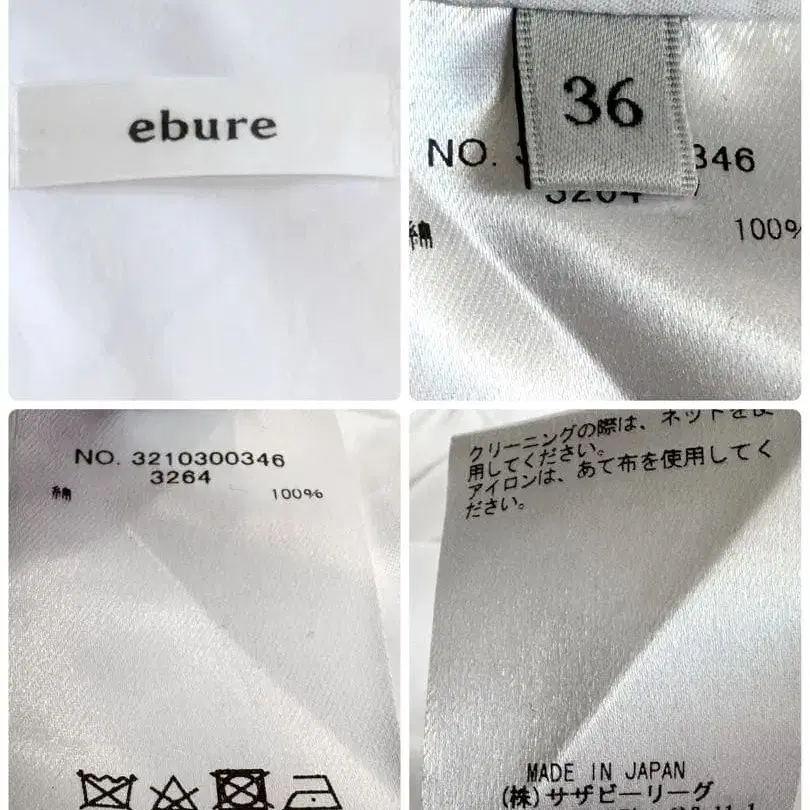 ebure
36
NO. 346
3264
綿 100%
NO. 3210300346
3264
綿 100%
クリーニングの際は、ネットを使
用してください。
アイロンは、あて布を使用してく
ださい。
MADE IN JAPAN
(株)サザビーリーグ